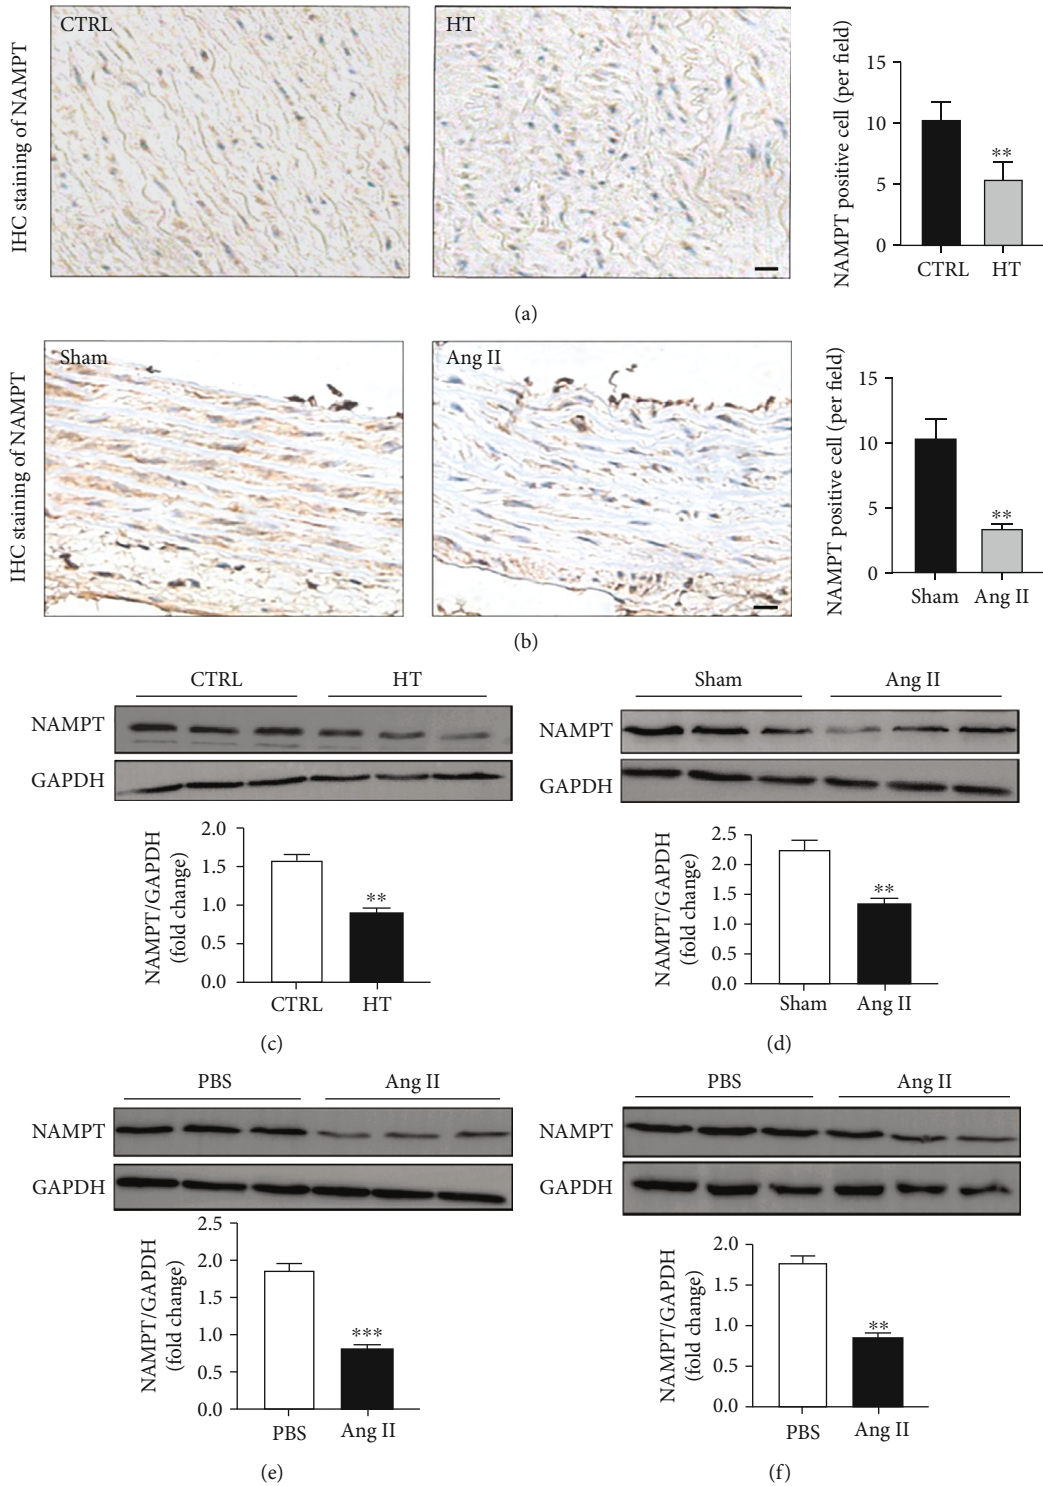 IHC staining of NAMPT
CTRL
HT
NAMPT positive cell (per field)
15
10
5
0
**
CTRL HT
(a)
IHC staining of NAMPT
Sham
Ang II
NAMPT positive cell (per field)
15
10
5
0
**
Sham Ang II
(b)
CTRL HT
NAMPT
GAPDH
NAMPT/GAPDH
(fold change)
2.0
1.5
1.0
0.5
0.0
**
CTRL HT
(c)
Sham Ang II
NAMPT
GAPDH
NAMPT/GAPDH
(fold change)
2.5
2.0
1.5
1.0
0.5
0.0
**
Sham Ang II
(d)
PBS Ang II
NAMPT
GAPDH
NAMPT/GAPDH
(fold change)
2.5
2.0
1.5
1.0
0.5
0.0
***
PBS Ang II
(e)
PBS Ang II
NAMPT
GAPDH
NAMPT/GAPDH
(fold change)
2.0
1.5
1.0
0.5
0.0
**
PBS Ang II
(f)